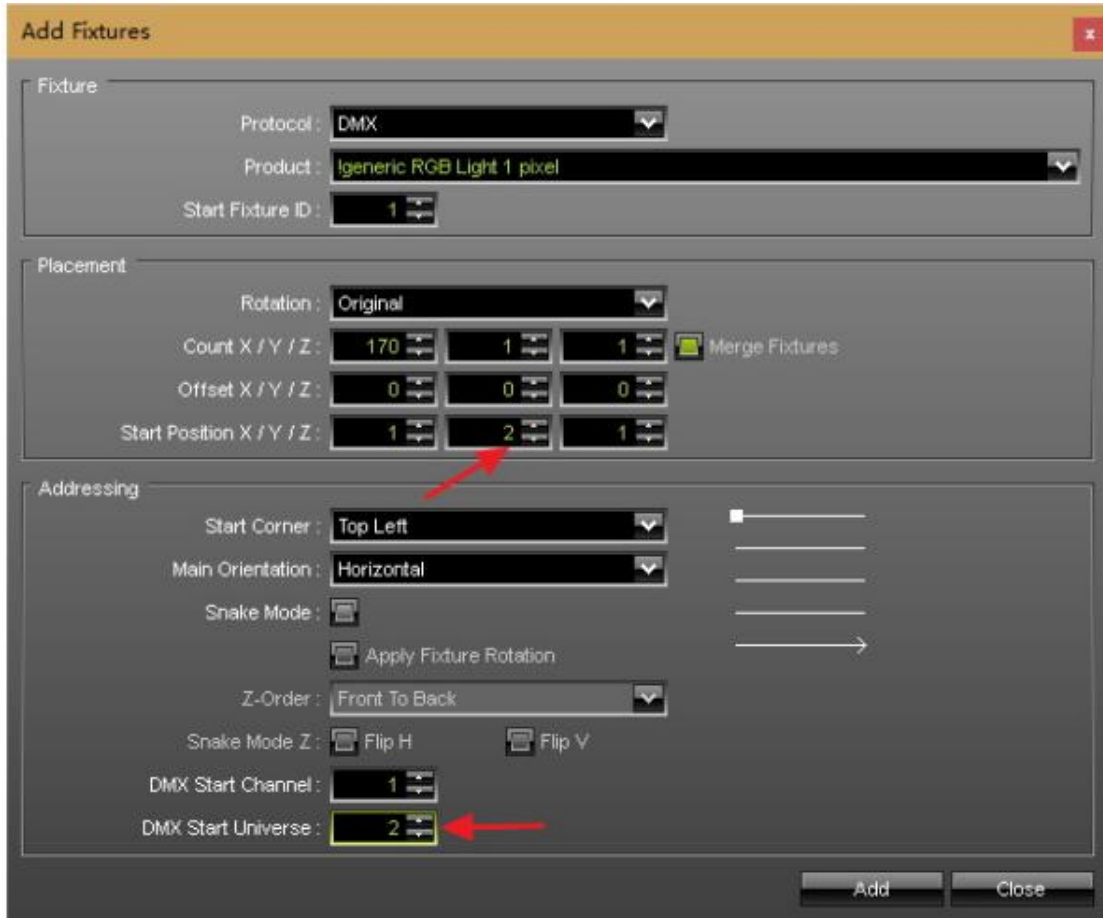 Add Fixtures
x
Fixture
Protocol : DMX
Product : !generic RGB Light 1 pixel
Start Fixture ID : 1
Placement
Rotation : Original
Count X / Y / Z : 170 1 1 Merge Fixtures
Offset X / Y / Z : 0 0 0
Start Position X / Y / Z : 1 2 1
Addressing
Start Corner : Top Left
Main Orientation : Horizontal
Snake Mode :
Apply Fixture Rotation
Z-Order : Front To Back
Snake Mode Z : Flip H Flip V
DMX Start Channel : 1
DMX Start Universe : 2
Add Close